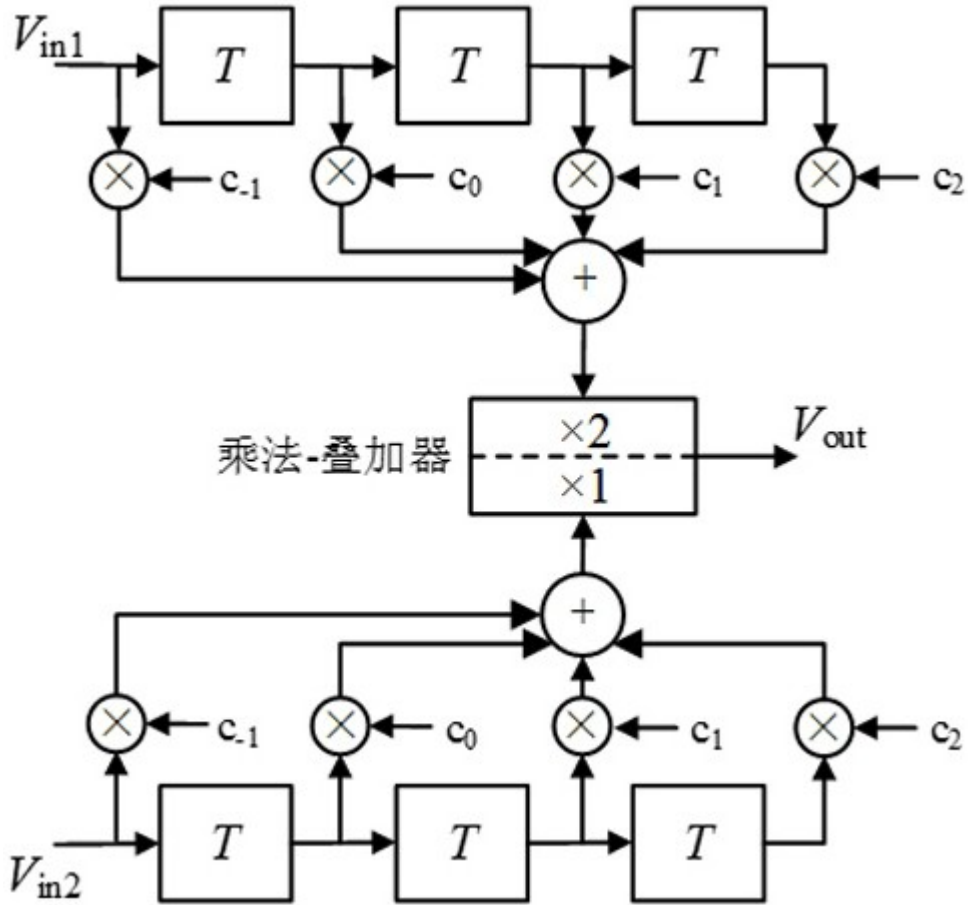 Vin1
T T T
× c-1 × c0 × c1 × c2
+
×2
乘法-叠加器 Vout
×1
+
× c-1 × c0 × c1 × c2
T T T
Vin2